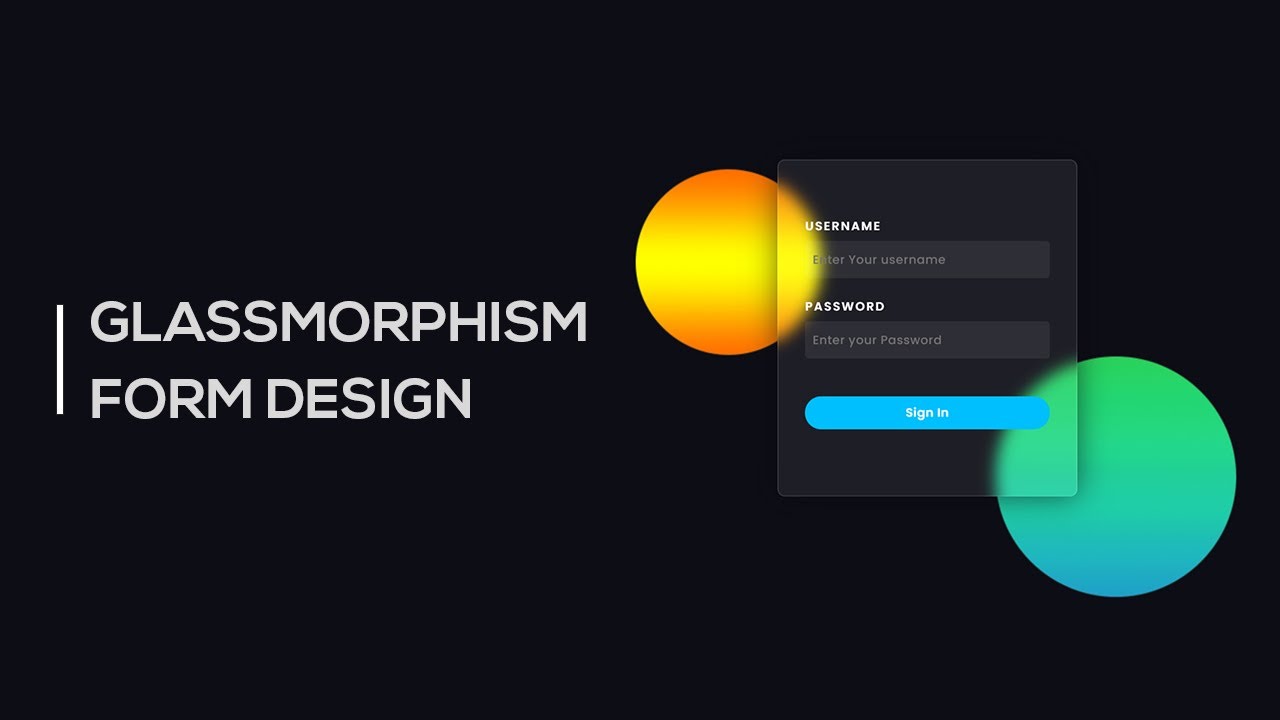 GLASSMORPHISM
FORM DESIGN
USERNAME
Enter Your username
PASSWORD
Enter your Password
Sign In